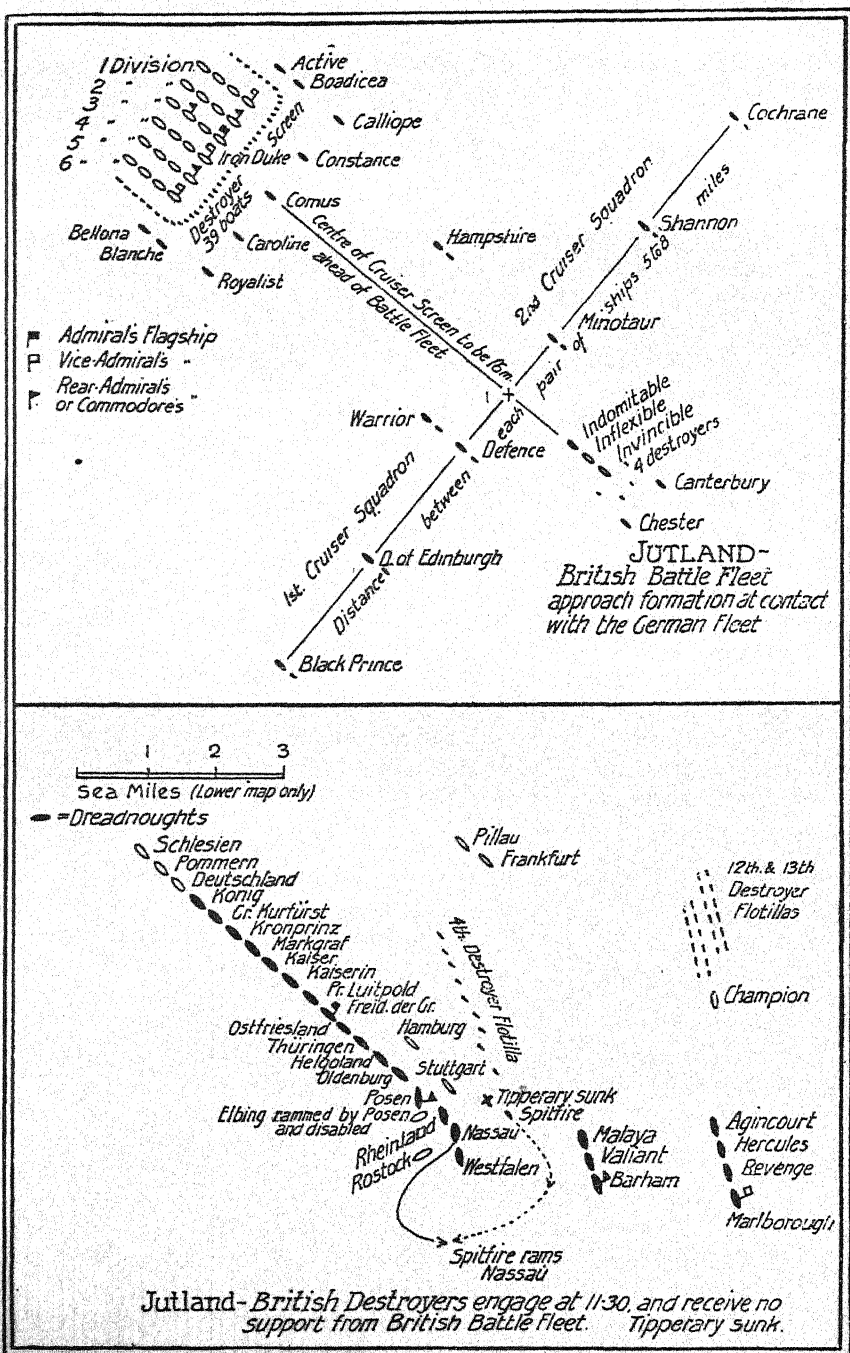 1 Division
2 " "
3 " "
4 " "
5 " "
6 " "
Active
Boadicea
Calliope
Constance
Screen
Iron Duke
Destroyer
39 boats
Comus
Bellona
Blanche
Caroline
Royalist
Hampshire
Cochrane
Shannon
Minotaur
2nd Cruiser Squadron
Centre of Cruiser Screen to be 16 m.
ahead of Battle Fleet
Distance between each pair of ships 5 to 8 miles
Admiral's Flagship
Vice-Admiral's "
Rear-Admiral's
or Commodore's "
1
Warrior
Defence
1st. Cruiser Squadron
D. of Edinburgh
Black Prince
Indomitable
Inflexible
Invincible
4 destroyers
Canterbury
Chester
JUTLAND-
British Battle Fleet
approach formation at contact
with the German Fleet
1 2 3
Sea Miles (Lower map only)
=Dreadnoughts
Schlesien
Pommern
Deutschland
König
Gr. Kurfürst
Kronprinz
Markgraf
Kaiser
Kaiserin
Pr. Luitpold
Freid. der Gr.
Ostfriesland
Thüringen
Helgoland
Oldenburg
Posen
Elbing rammed by Posen
and disabled
Rheinland
Rostock
Nassau
Westfalen
Pillau
Frankfurt
4th. Destroyer Flotilla
Hamburg
Stuttgart
Tipperary sunk
Spitfire
Malaya
Valiant
Barham
12th. & 13th
Destroyer
Flotillas
Champion
Agincourt
Hercules
Revenge
Marlborough
Spitfire rams
Nassau
Jutland-British Destroyers engage at 11·30, and receive no
support from British Battle Fleet. Tipperary sunk.